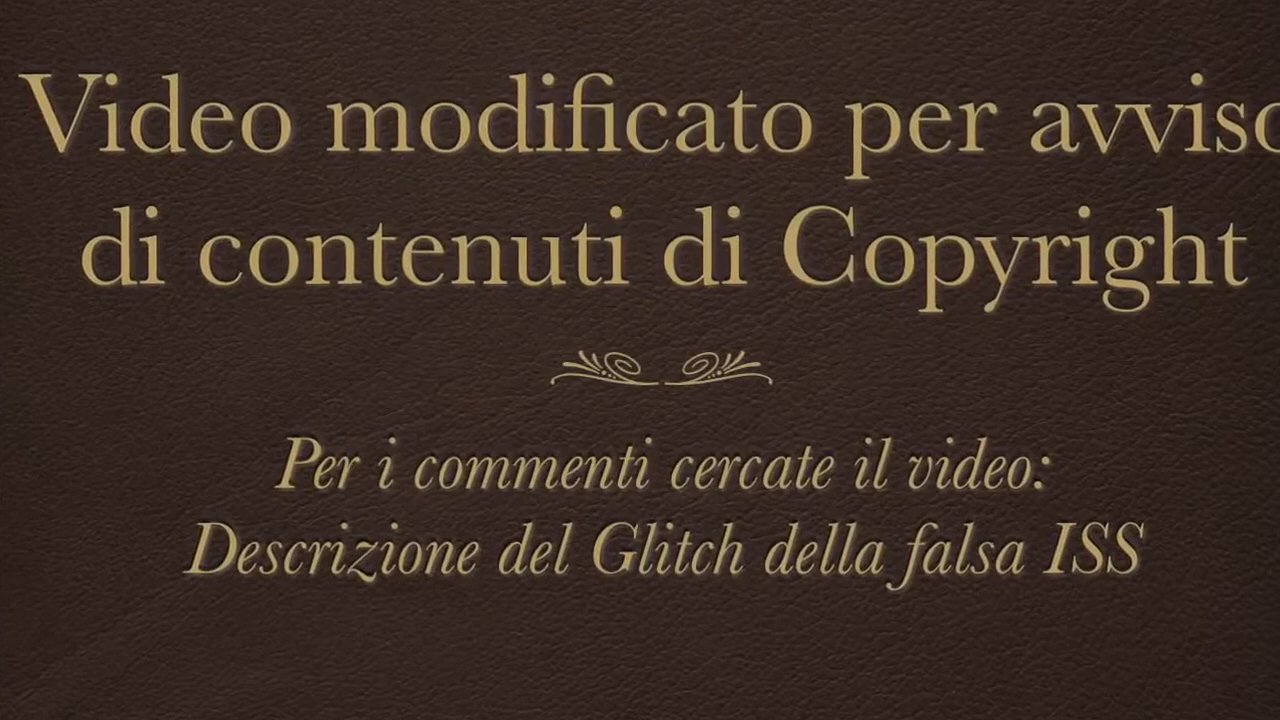 Video modificato per avviso
di contenuti di Copyright
Per i commenti cercate il video:
Descrizione del Glitch della falsa ISS